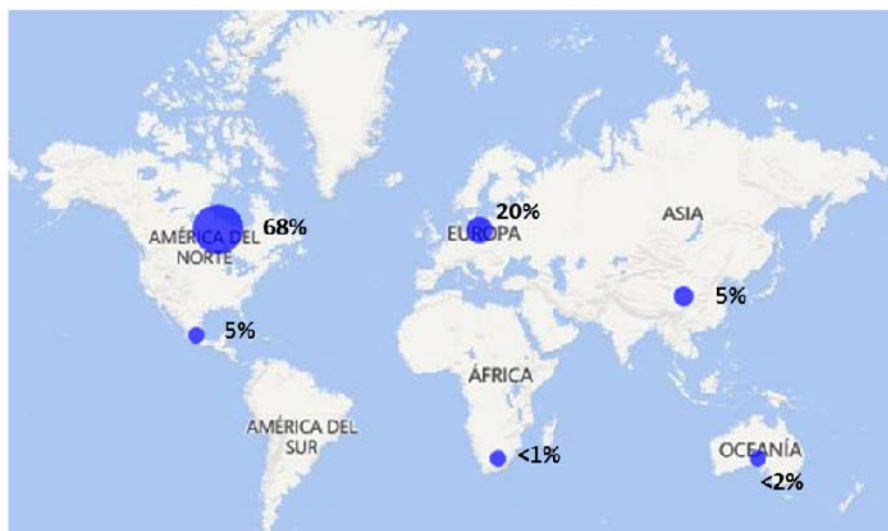 20%
ASIA
EUROPA
68%
AMÉRICA DEL
NORTE
5%
5%
ÁFRICA
AMÉRICA DEL
SUR
OCEANÍA
<1%
<2%